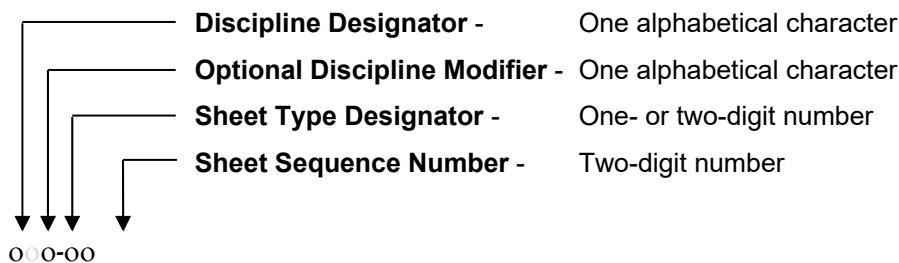 Discipline Designator - One alphabetical character
Optional Discipline Modifier - One alphabetical character
Sheet Type Designator - One- or two-digit number
Sheet Sequence Number - Two-digit number
ooo-oo